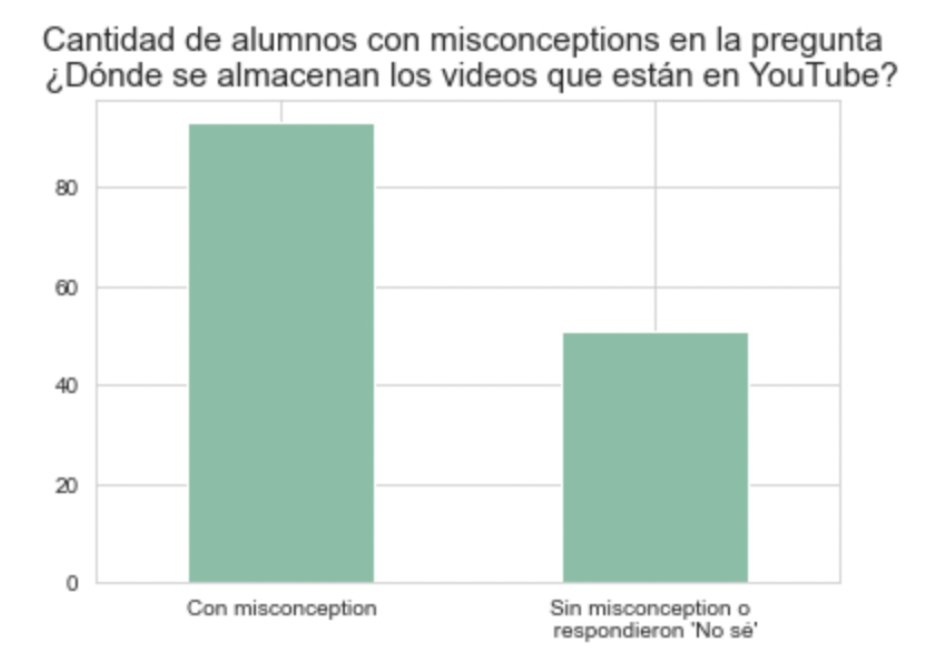 Cantidad de alumnos con misconceptions en la pregunta
¿Dónde se almacenan los videos que están en YouTube?
80
60
40
20
0
Con misconception
Sin misconception o
respondieron 'No sé'